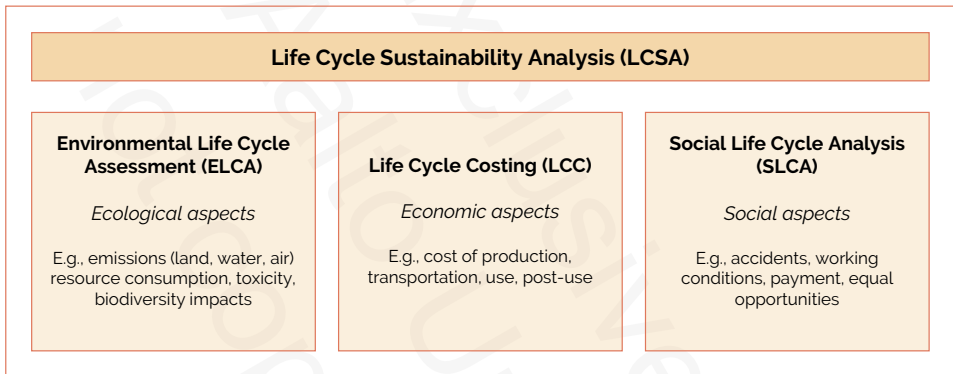 Life Cycle Sustainability Analysis (LCSA)
Environmental Life Cycle
Assessment (ELCA)
Ecological aspects
E.g., emissions (land, water, air)
resource consumption, toxicity,
biodiversity impacts
Life Cycle Costing (LCC)
Economic aspects
E.g., cost of production,
transportation, use, post-use
Social Life Cycle Analysis
(SLCA)
Social aspects
E.g., accidents, working
conditions, payment, equal
opportunities